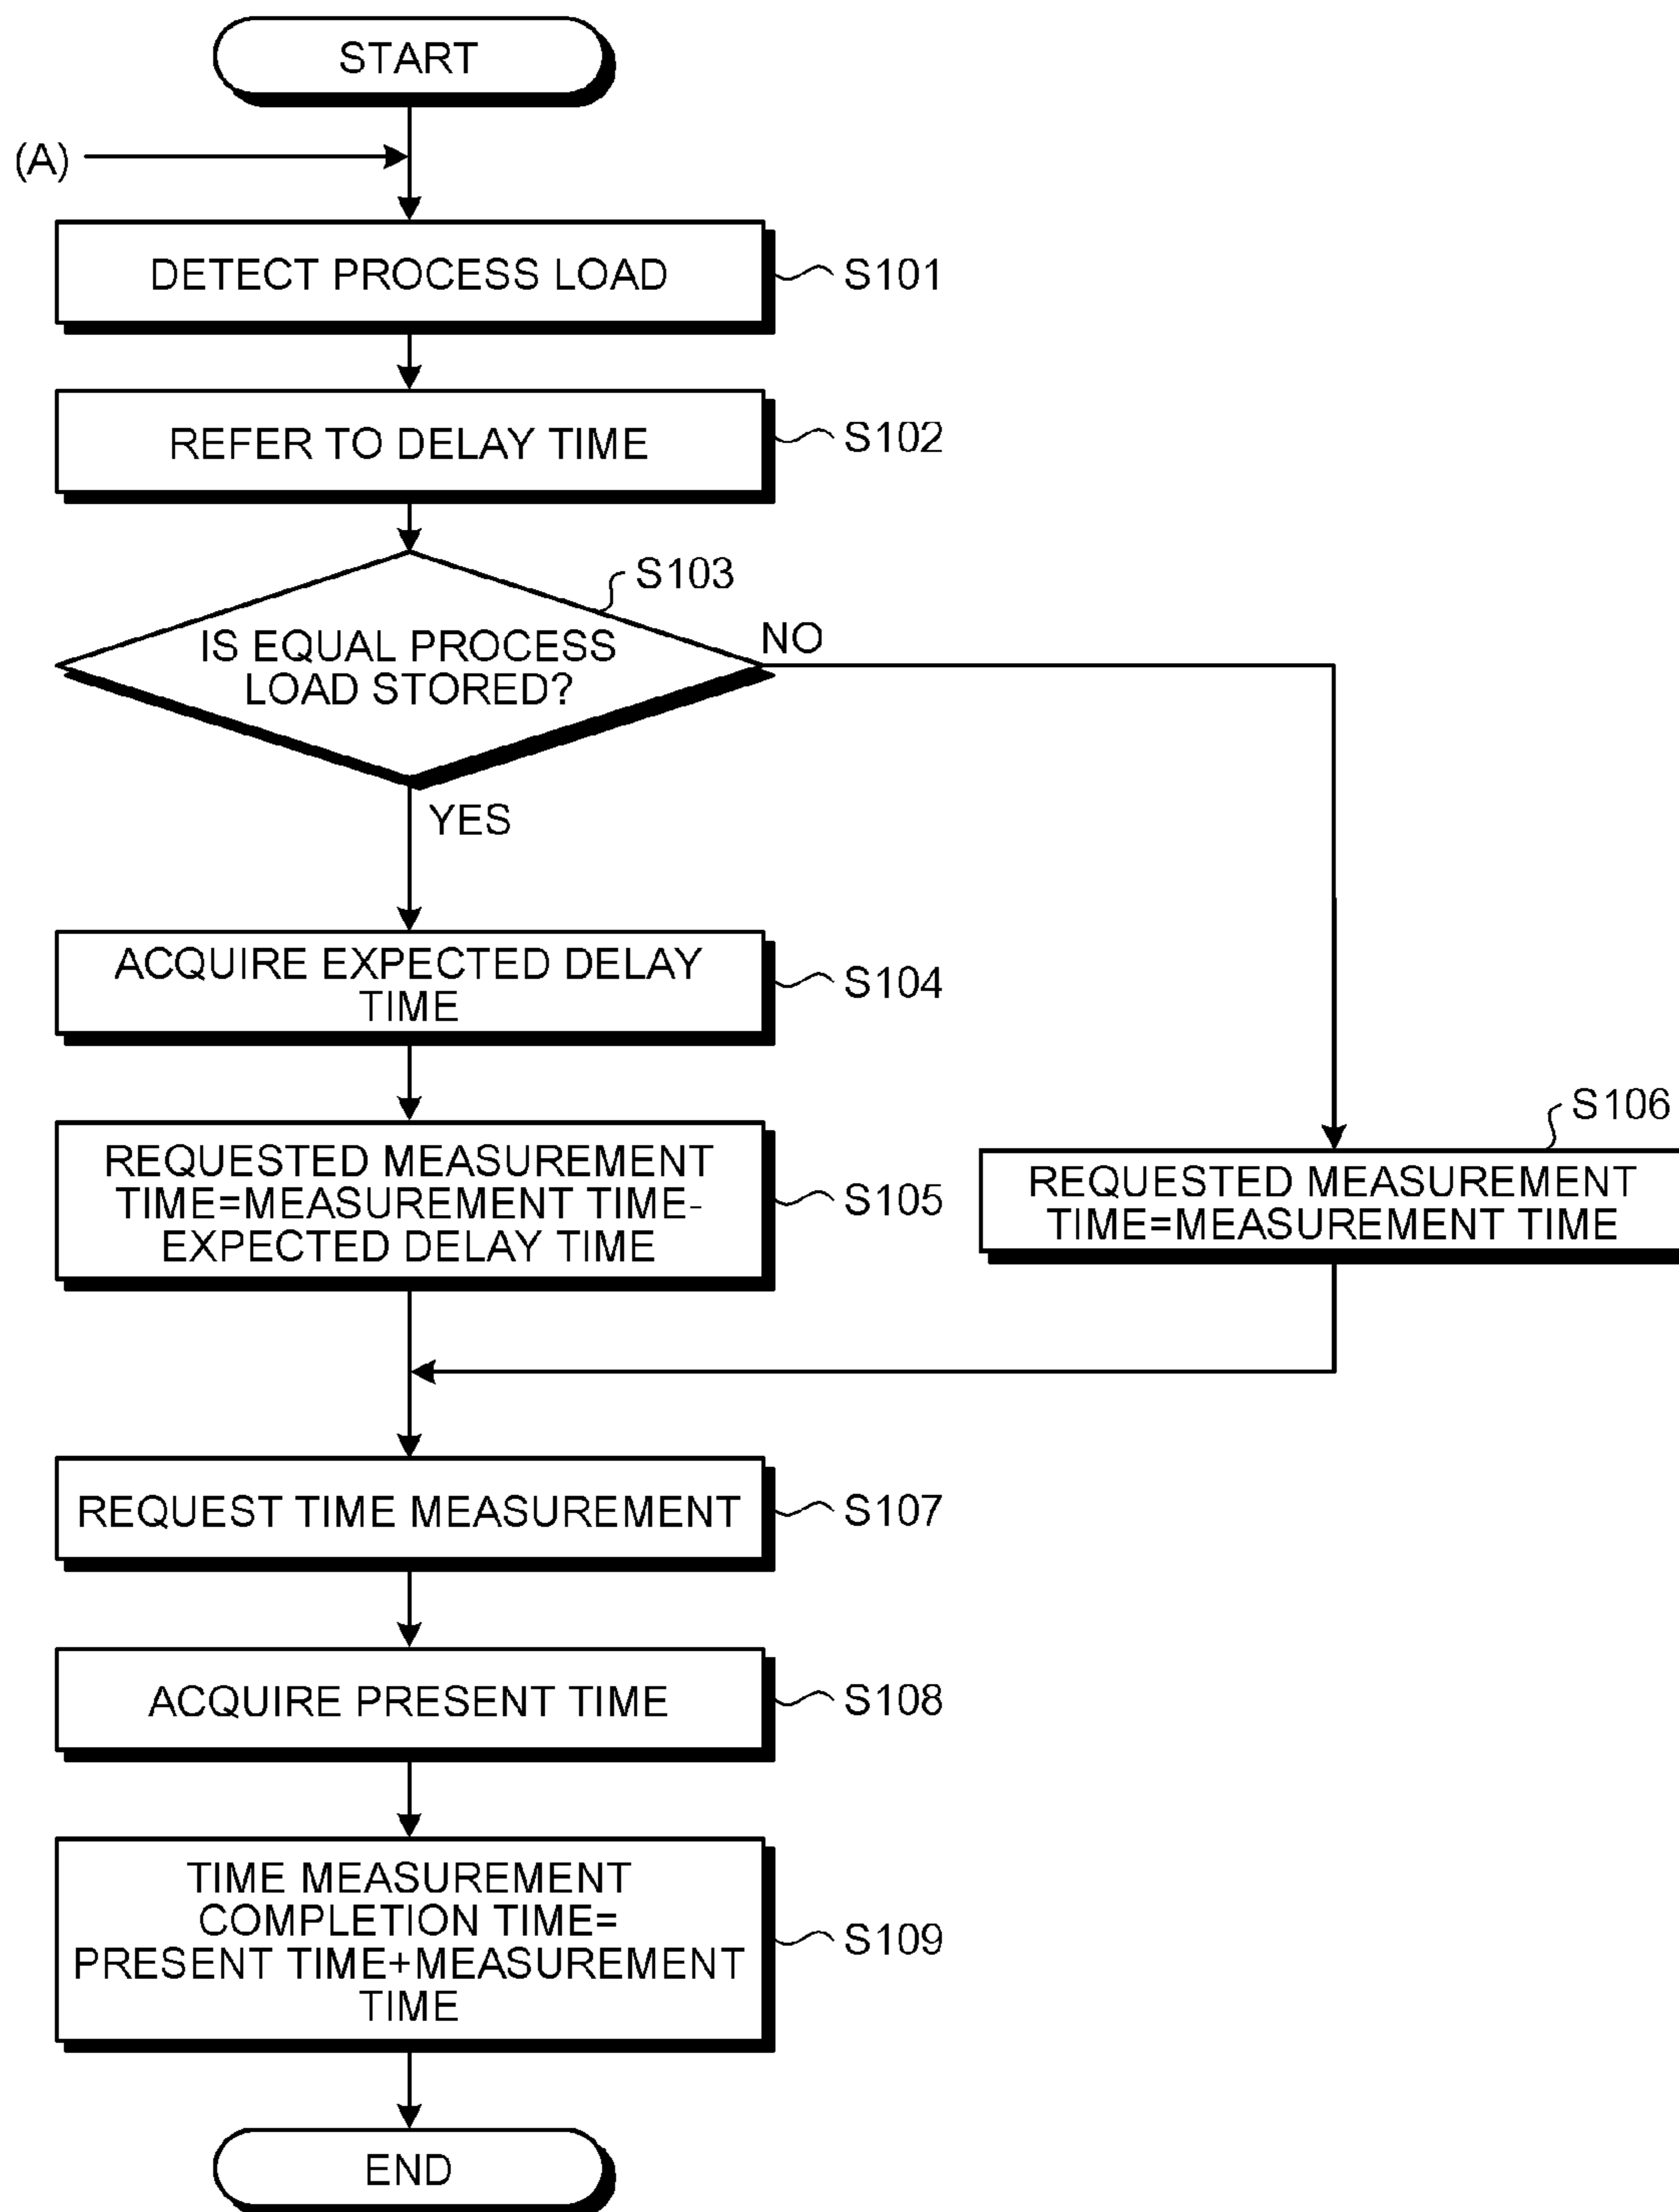 START
(A)
DETECT PROCESS LOAD
S101
REFER TO DELAY TIME
S102
S103
IS EQUAL PROCESS
LOAD STORED?
NO
YES
ACQUIRE EXPECTED DELAY
TIME
S104
REQUESTED MEASUREMENT
TIME=MEASUREMENT TIME-
EXPECTED DELAY TIME
S105
S106
REQUESTED MEASUREMENT
TIME=MEASUREMENT TIME
REQUEST TIME MEASUREMENT
S107
ACQUIRE PRESENT TIME
S108
TIME MEASUREMENT
COMPLETION TIME=
PRESENT TIME+MEASUREMENT
TIME
S109
END